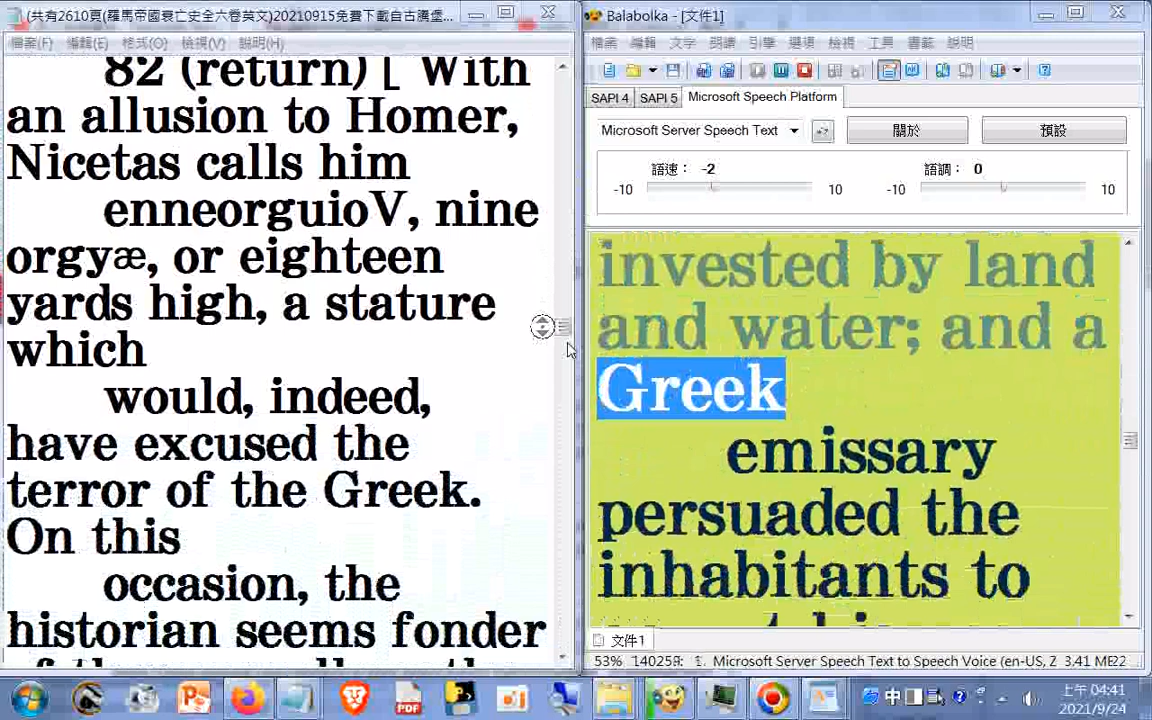 (共有2610頁(羅馬帝國衰亡史全六卷英文)20210915免費下載自古騰堡...
檔案(F) 編輯(E) 格式(O) 檢視(V) 說明(H)
82 (return) [ With
an allusion to Homer,
Nicetas calls him
enneorguioV, nine
orgyæ, or eighteen
yards high, a stature
which
would, indeed,
have excused the
terror of the Greek.
On this
occasion, the
historian seems fonder
Balabolka - [文件1]
檔案 編輯 文字 朗讀 引擎 選項 檢視 工具 書籤 說明
SAPI 4 SAPI 5 Microsoft Speech Platform
Microsoft Server Speech Text
關於 預設
語速： -2 語調： 0
-10 10 -10 10
invested by land
and water; and a
Greek
emissary
persuaded the
inhabitants to
文件1
53% 1. Microsoft Server Speech Text to Speech Voice (en-US, Z
中
上午 04:41
2021/9/24